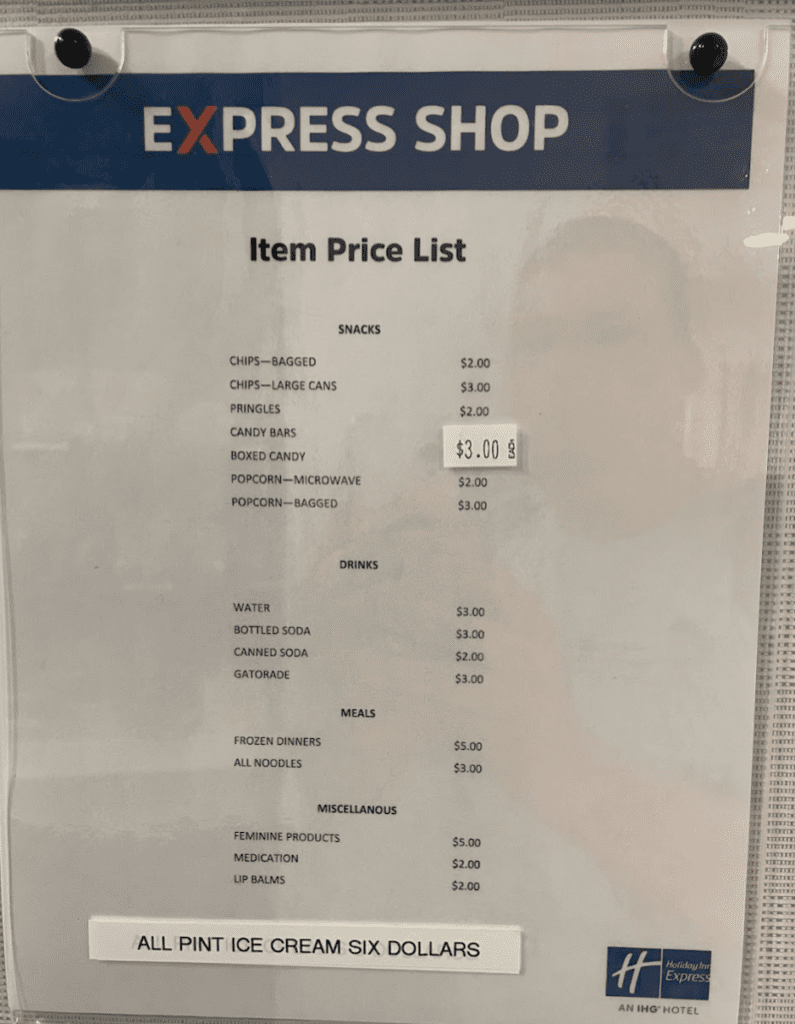 EXPRESS SHOP
Item Price List
SNACKS
CHIPS—BAGGED $2.00
CHIPS—LARGE CANS $3.00
PRINGLES $2.00
CANDY BARS
$3.00
BOXED CANDY
POPCORN—MICROWAVE $2.00
POPCORN—BAGGED $3.00
DRINKS
WATER $3.00
BOTTLED SODA $3.00
CANNED SODA $2.00
GATORADE $3.00
MEALS
FROZEN DINNERS $5.00
ALL NOODLES $3.00
MISCELLANOUS
FEMININE PRODUCTS $5.00
MEDICATION $2.00
LIP BALMS $2.00
ALL PINT ICE CREAM SIX DOLLARS
H
Holiday Inn
Express
AN IHG® HOTEL